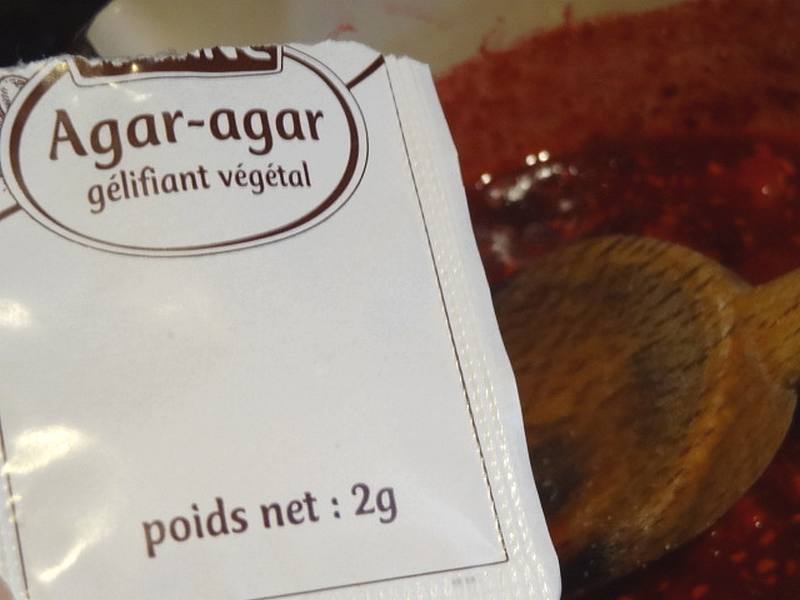 Agar-agar
gélifiant végétal
poids net : 2g